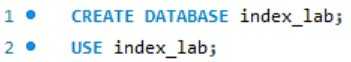 1 CREATE DATABASE index_lab;
2 USE index_lab;